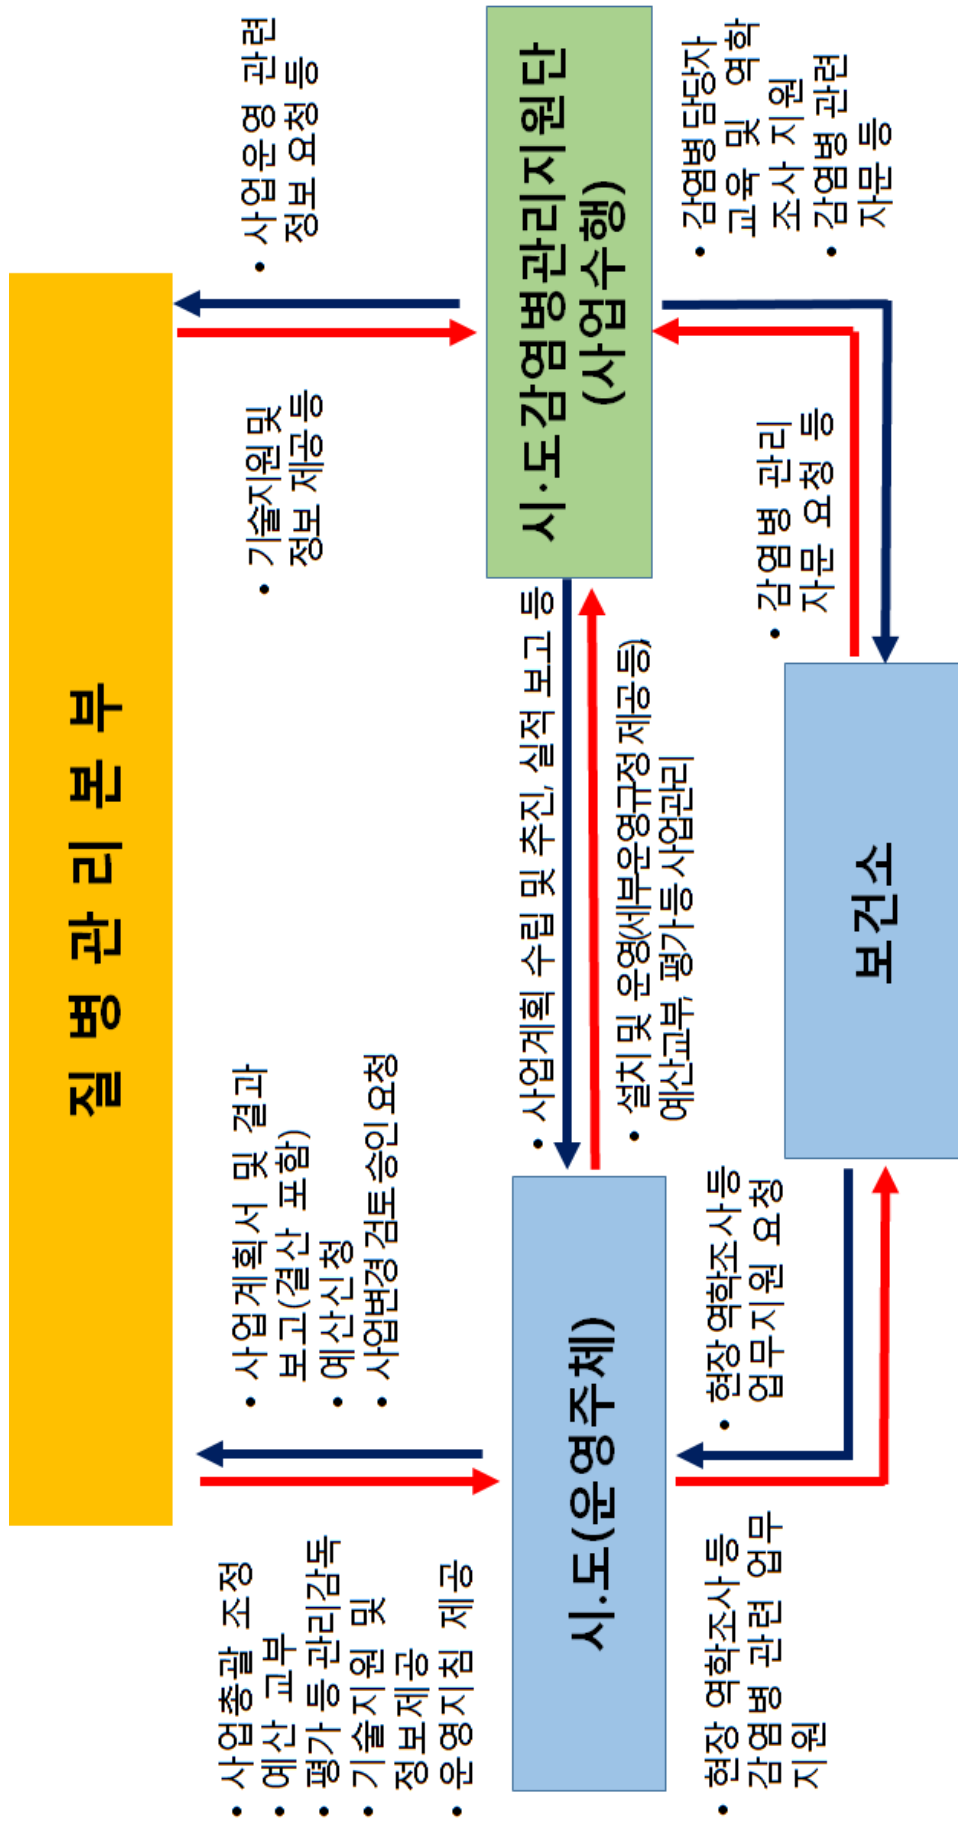 질 병 관 리 본 부
• 사업총괄 조정
• 예산 교부
• 평가 등 관리감독
• 기술지원 및
정보제공
• 운영지침 제공
• 사업계획서 및 결과
보고(결산 포함)
• 예산신청
• 사업변경 검토 승인 요청
• 기술지원 및
정보 제공 등
• 사업운영 관련
정보 요청 등
시.도(운영주체)
• 사업계획 수립 및 추진, 실적 보고 등
• 설치 및 운영(세부운영규정 제공 등)
예산교부, 평가 등 사업관리
시·도감염병관리지원단
(사업수행)
• 현장 역학조사 등
감염병 관련 업무
지원
• 현장 역학조사 등
업무지원 요청
보건소
• 감염병 관리
자문 요청 등
• 감염병 담당자
교육 및 역학
조사 지원
• 감염병 관련
자문 등